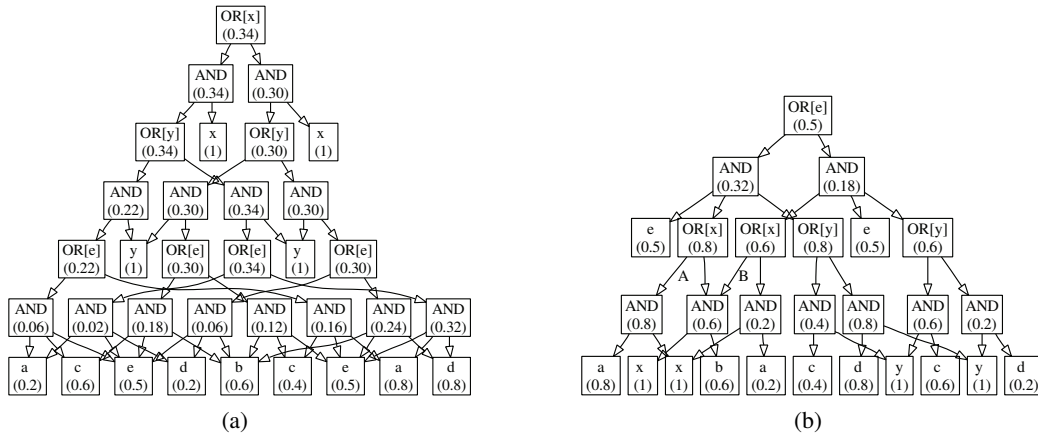 OR[x]
(0.34)
AND
(0.34)
AND
(0.30)
OR[y]
(0.34)
x
(1)
OR[y]
(0.30)
x
(1)
AND
(0.22)
AND
(0.30)
AND
(0.34)
AND
(0.30)
OR[e]
(0.22)
y
(1)
OR[e]
(0.30)
OR[e]
(0.34)
y
(1)
OR[e]
(0.30)
AND
(0.06)
AND
(0.02)
AND
(0.18)
AND
(0.06)
AND
(0.12)
AND
(0.16)
AND
(0.24)
AND
(0.32)
a
(0.2)
c
(0.6)
e
(0.5)
d
(0.2)
b
(0.6)
c
(0.4)
e
(0.5)
a
(0.8)
d
(0.8)
(a)
OR[e]
(0.5)
AND
(0.32)
AND
(0.18)
e
(0.5)
OR[x]
(0.8)
OR[x]
(0.6)
OR[y]
(0.8)
e
(0.5)
OR[y]
(0.6)
A
B
AND
(0.8)
AND
(0.6)
AND
(0.2)
AND
(0.4)
AND
(0.8)
AND
(0.6)
AND
(0.2)
a
(0.8)
x
(1)
x
(1)
b
(0.6)
a
(0.2)
c
(0.4)
d
(0.8)
y
(1)
c
(0.6)
y
(1)
d
(0.2)
(b)